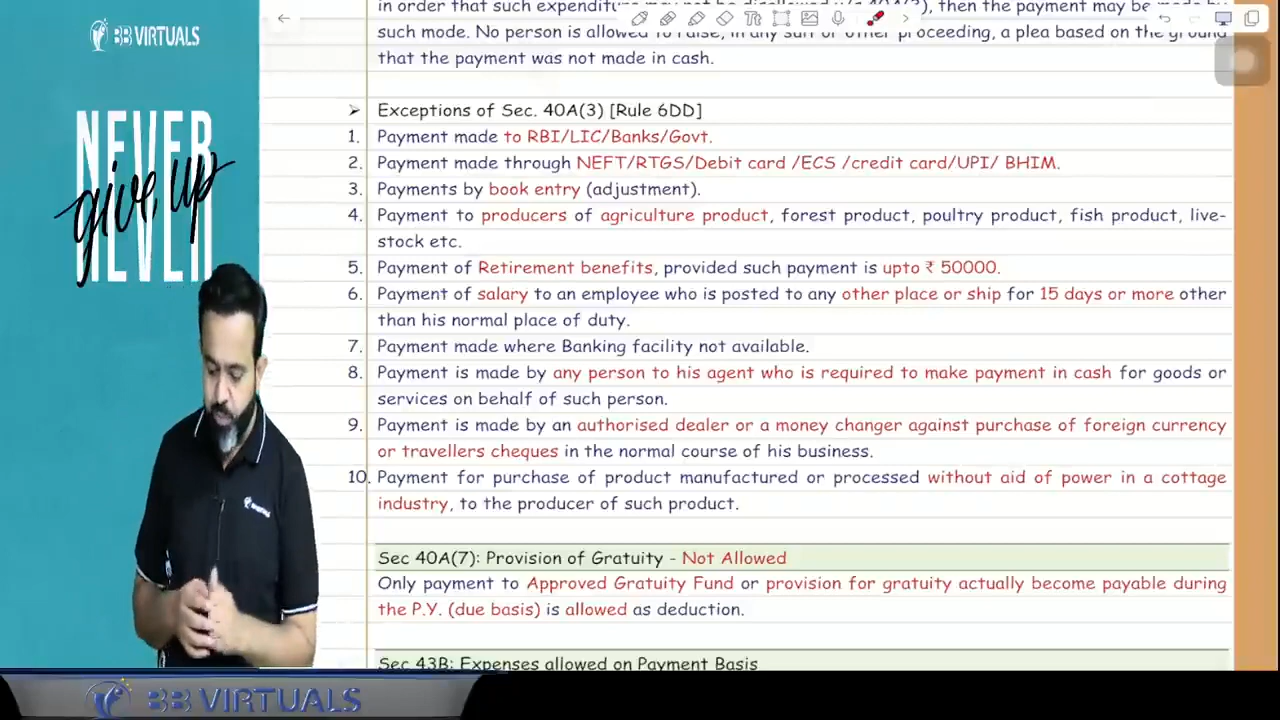 BB VIRTUALS
NEVER
give up
NEVER
in order that such expenditure may not be disallowed u/s 40A(3), then the payment may be made by
such mode. No person is allowed to raise, in any suit or other proceeding, a plea based on the ground
that the payment was not made in cash.
➢ Exceptions of Sec. 40A(3) [Rule 6DD]
1. Payment made to RBI/LIC/Banks/Govt.
2. Payment made through NEFT/RTGS/Debit card /ECS /credit card/UPI/ BHIM.
3. Payments by book entry (adjustment).
4. Payment to producers of agriculture product, forest product, poultry product, fish product, live-
stock etc.
5. Payment of Retirement benefits, provided such payment is upto ₹ 50000.
6. Payment of salary to an employee who is posted to any other place or ship for 15 days or more other
than his normal place of duty.
7. Payment made where Banking facility not available.
8. Payment is made by any person to his agent who is required to make payment in cash for goods or
services on behalf of such person.
9. Payment is made by an authorised dealer or a money changer against purchase of foreign currency
or travellers cheques in the normal course of his business.
10. Payment for purchase of product manufactured or processed without aid of power in a cottage
industry, to the producer of such product.
Sec 40A(7): Provision of Gratuity - Not Allowed
Only payment to Approved Gratuity Fund or provision for gratuity actually become payable during
the P.Y. (due basis) is allowed as deduction.
Sec 43B: Expenses allowed on Payment Basis
BB VIRTUALS